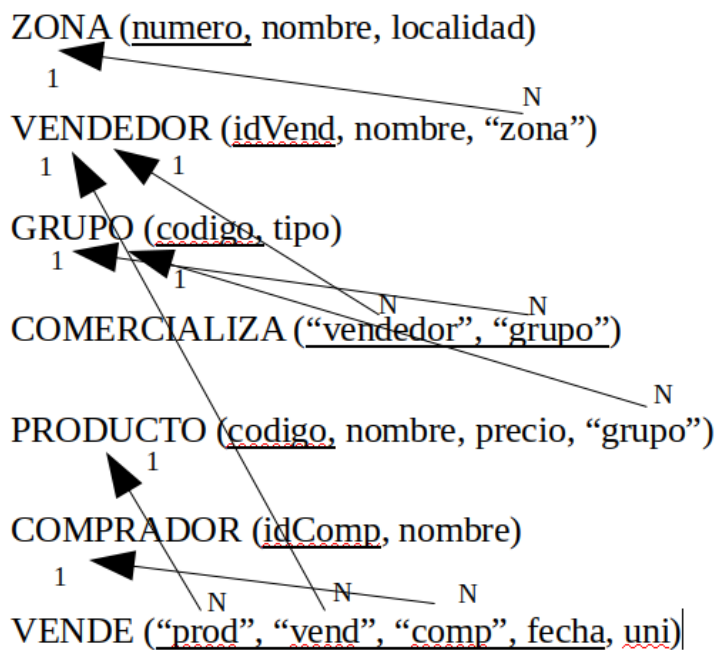 ZONA (numero, nombre, localidad)
1
N
VENDEDOR (idVend, nombre, “zona”)
1
1
GRUPO (codigo, tipo)
1
1
N
N
COMERCIALIZA (“vendedor”, “grupo”)
N
PRODUCTO (codigo, nombre, precio, “grupo”)
1
COMPRADOR (idComp, nombre)
1
N
N
N
VENDE (“prod”, “vend”, “comp”, fecha, uni)